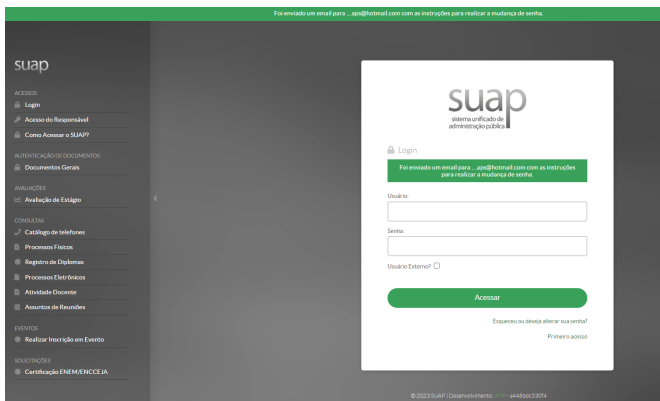 Foi enviado um email para ...aps@hotmail.com com as instruções para realizar a mudança de senha.
suap
ACESSOS
Login
Acesso do Responsável
Como Acessar o SUAP?
AUTENTICAÇÃO DE DOCUMENTOS
Documentos Gerais
AVALIAÇÕES
Avaliação de Estágio
CONSULTAS
Catálogo de telefones
Processos Físicos
Registro de Diplomas
Processos Eletrônicos
Atividade Docente
Assuntos de Reuniões
EVENTOS
Realizar Inscrição em Evento
SOLICITAÇÕES
Certificação ENEM/ENCCEJA
suap
sistema unificado de
administração pública
Login
Foi enviado um email para ...aps@hotmail.com com as instruções
para realizar a mudança de senha.
Usuário:
Senha:
Usuário Externo?
Acessar
Esqueceu ou deseja alterar sua senha?
Primeiro acesso
© 2023 SUAP | Desenvolvimento: